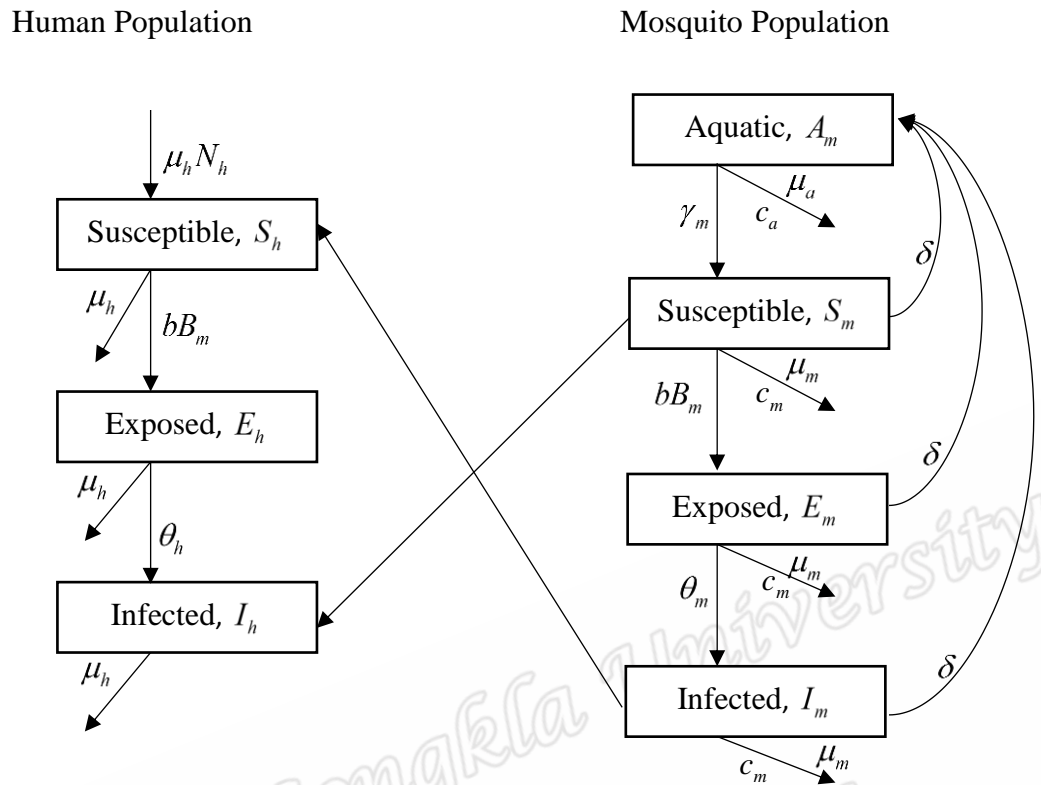 Human Population
Mosquito Population
μ_h N_h
Susceptible, S_h
μ_h
bB_m
Exposed, E_h
μ_h
θ_h
Infected, I_h
μ_h
Aquatic, A_m
μ_a
γ_m
c_a
δ
Susceptible, S_m
μ_m
bB_m
c_m
δ
Exposed, E_m
μ_m
θ_m
c_m
δ
Infected, I_m
μ_m
c_m
University